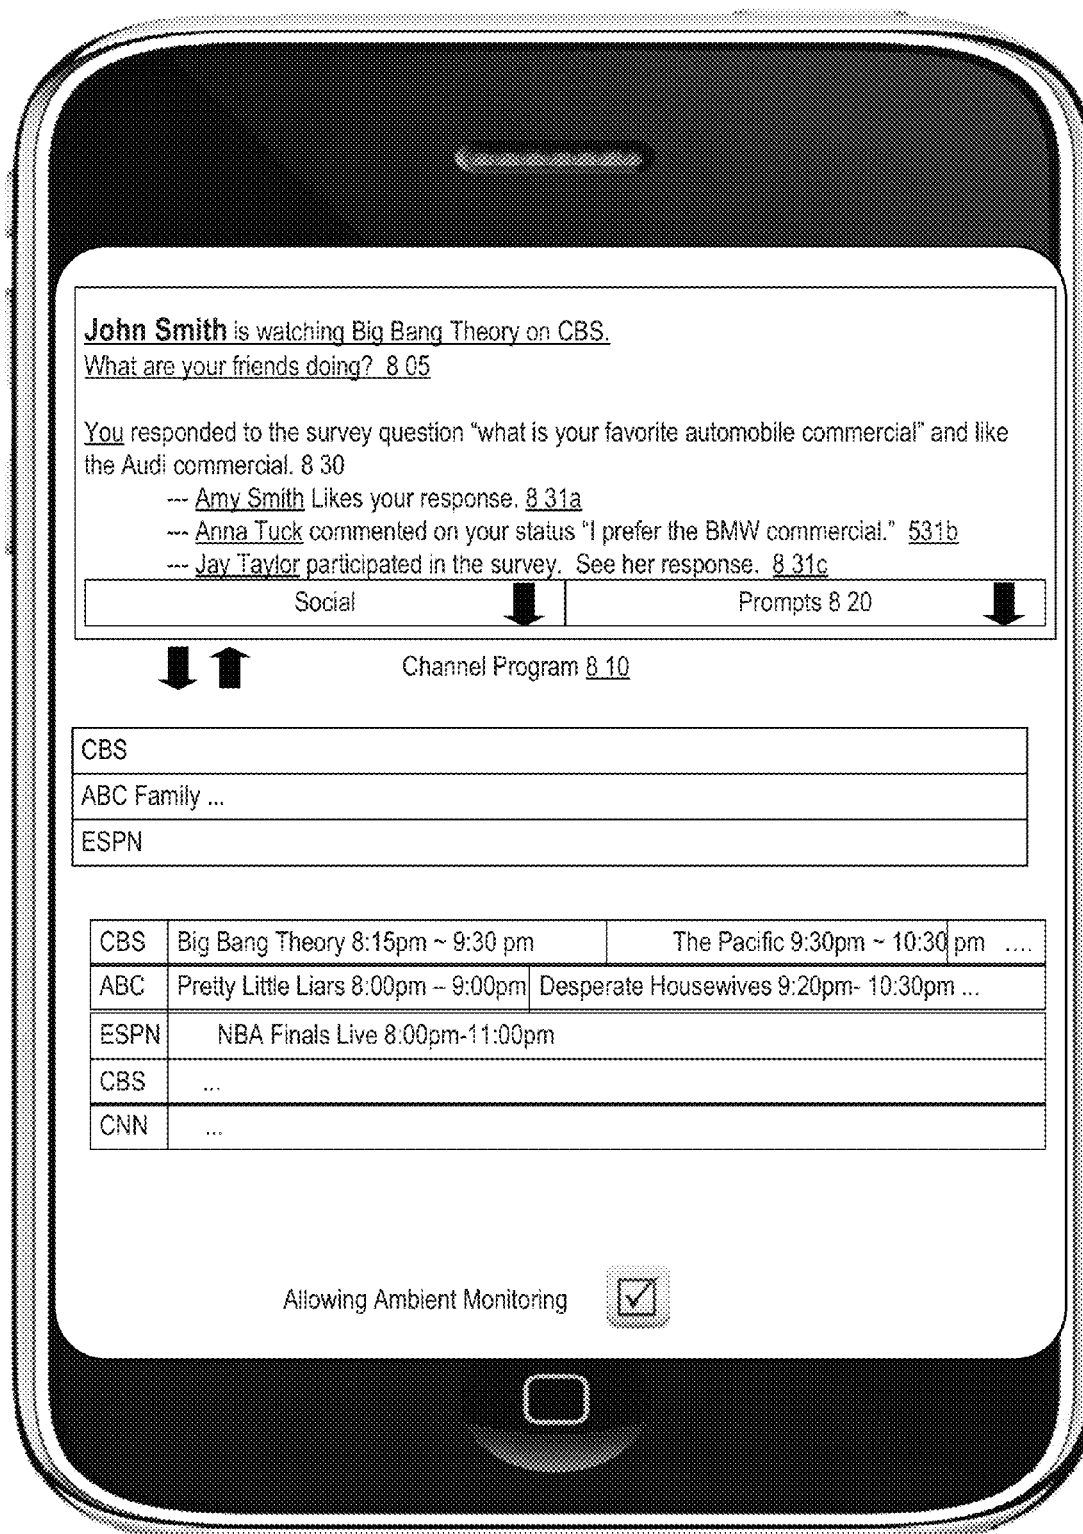 John Smith is watching Big Bang Theory on CBS.
What are your friends doing?  8 05
You responded to the survey question “what is your favorite automobile commercial” and like
the Audi commercial. 8 30
--- Amy Smith Likes your response. 8 31a
--- Anna Tuck commented on your status “I prefer the BMW commercial.”  531b
--- Jay Taylor participated in the survey.  See her response.  8 31c
Social
Prompts 8 20
Channel Program 8 10
CBS
ABC Family ...
ESPN
CBS Big Bang Theory 8:15pm ~ 9:30 pm The Pacific 9:30pm ~ 10:30 pm ....
ABC Pretty Little Liars 8:00pm – 9:00pm Desperate Housewives 9:20pm- 10:30pm ...
ESPN NBA Finals Live 8:00pm-11:00pm
CBS ...
CNN ...
Allowing Ambient Monitoring